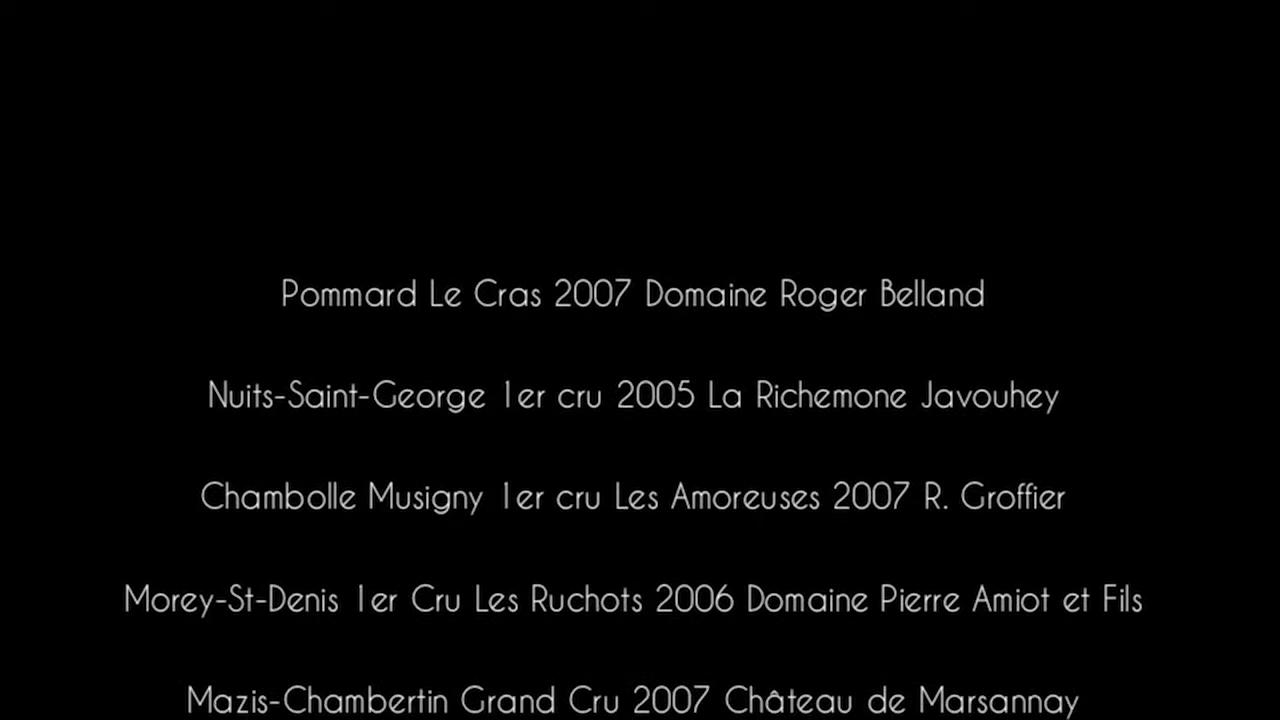 Pommard Le Cras 2007 Domaine Roger Belland
Nuits-Saint-George 1er cru 2005 La Richemone Javouhey
Chambolle Musigny 1er cru Les Amoreuses 2007 R. Groffier
Morey-St-Denis 1er Cru Les Ruchots 2006 Domaine Pierre Amiot et Fils
Mazis-Chambertin Grand Cru 2007 Château de Marsannay